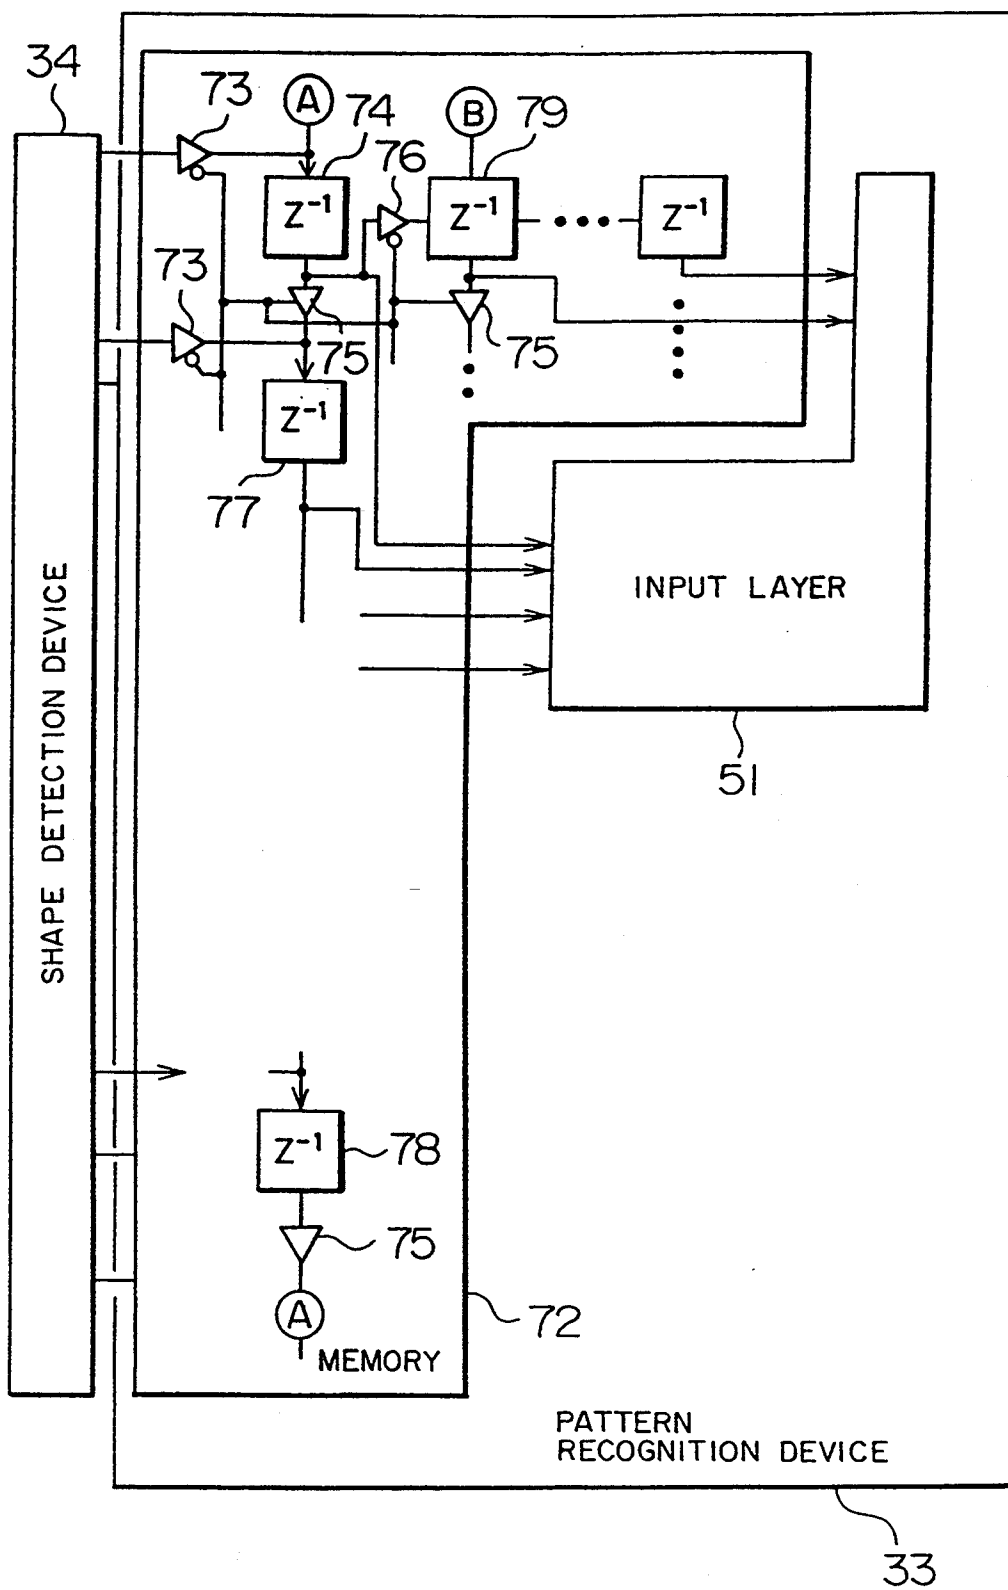 34
73
A
74
76
B
79
Z⁻¹
Z⁻¹
Z⁻¹
73
75
75
Z⁻¹
77
INPUT LAYER
51
SHAPE DETECTION DEVICE
Z⁻¹
78
75
A
72
MEMORY
PATTERN
RECOGNITION DEVICE
33